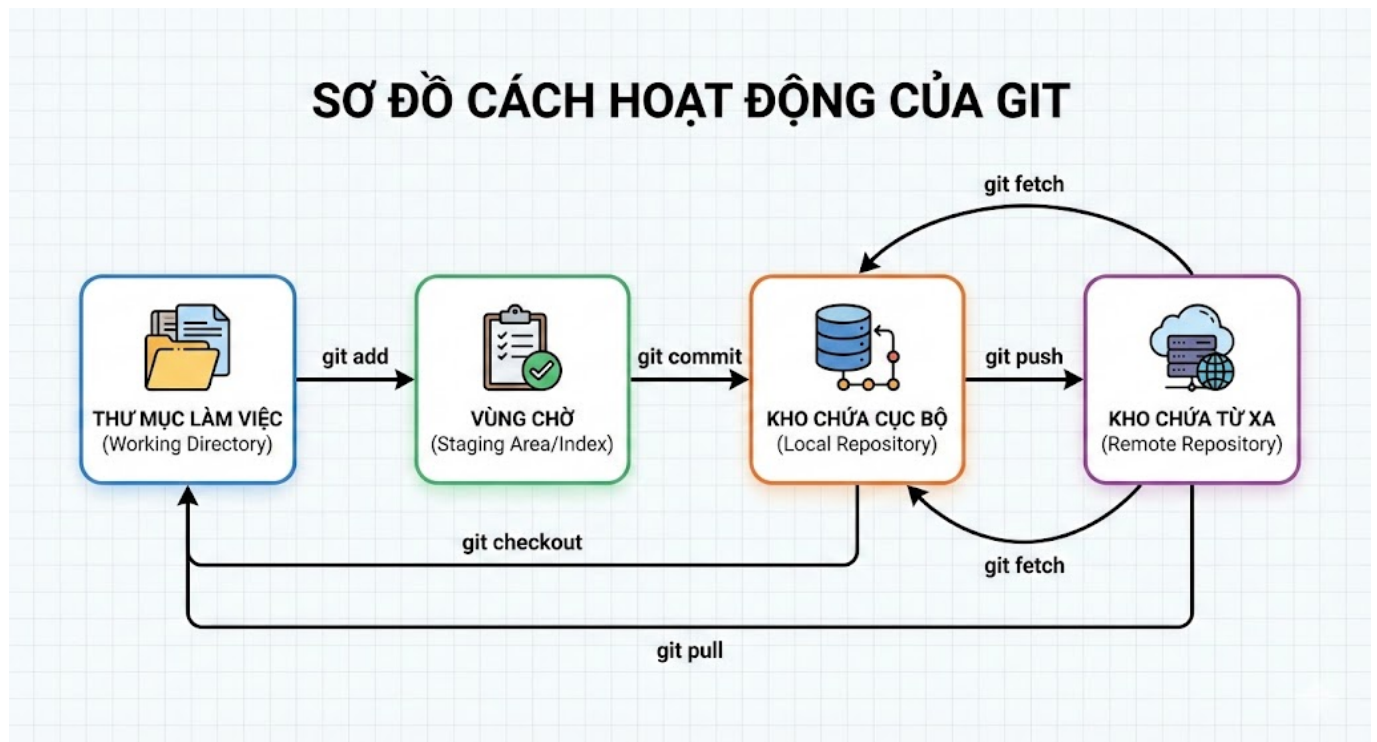 SƠ ĐỒ CÁCH HOẠT ĐỘNG CỦA GIT
git fetch
git add
git commit
git push
THƯ MỤC LÀM VIỆC
(Working Directory)
VÙNG CHỜ
(Staging Area/Index)
KHO CHỨA CỤC BỘ
(Local Repository)
KHO CHỨA TỪ XA
(Remote Repository)
git checkout
git fetch
git pull